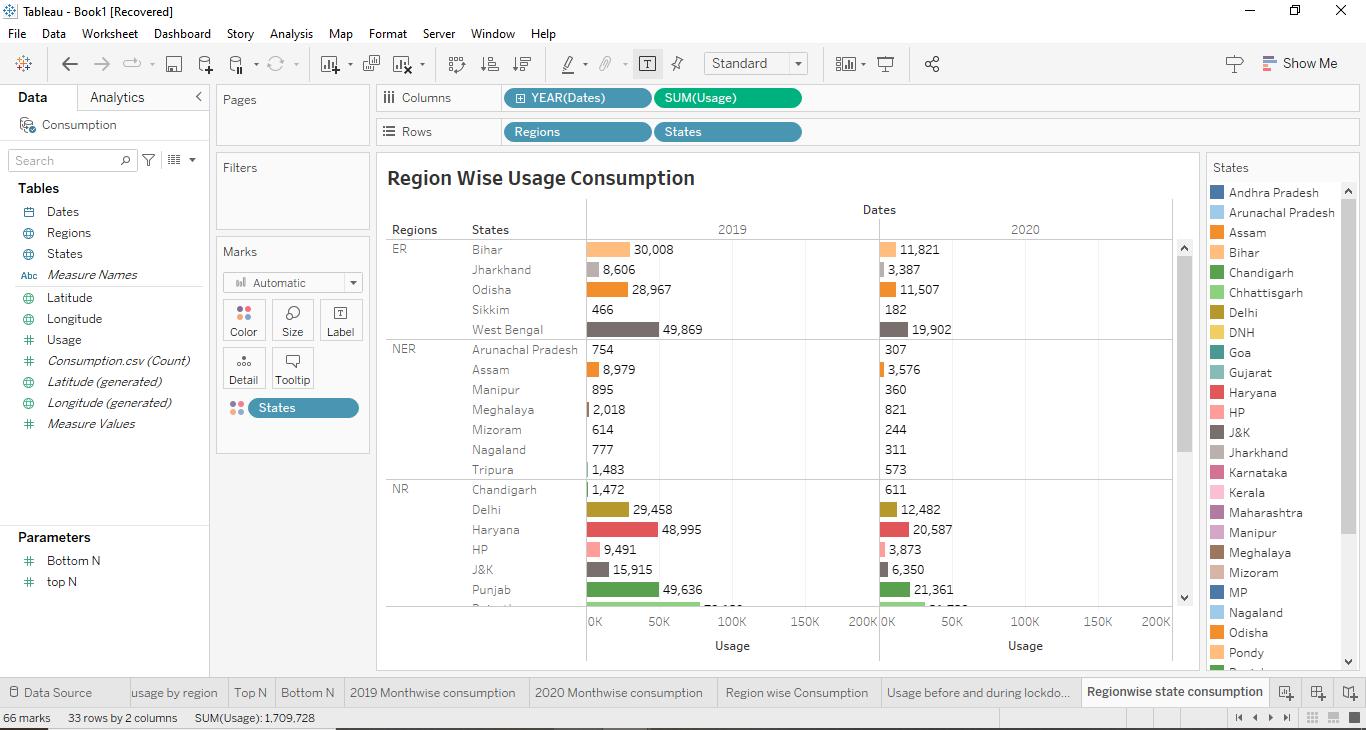 Tableau - Book1 [Recovered]
File Data Worksheet Dashboard Story Analysis Map Format Server Window Help
Standard
Show Me
Data Analytics
Consumption
Search
Tables
Dates
Regions
States
Abc Measure Names
Latitude
Longitude
Usage
Consumption.csv (Count)
Latitude (generated)
Longitude (generated)
Measure Values
Parameters
Bottom N
top N
Pages
Filters
Marks
Automatic
Color Size Label
Detail Tooltip
States
Columns YEAR(Dates) SUM(Usage)
Rows Regions States
Region Wise Usage Consumption
Dates
Regions States 2019 2020
ER Bihar 30,008 11,821
Jharkhand 8,606 3,387
Odisha 28,967 11,507
Sikkim 466 182
West Bengal 49,869 19,902
NER Arunachal Pradesh 754 307
Assam 8,979 3,576
Manipur 895 360
Meghalaya 2,018 821
Mizoram 614 244
Nagaland 777 311
Tripura 1,483 573
NR Chandigarh 1,472 611
Delhi 29,458 12,482
Haryana 48,995 20,587
HP 9,491 3,873
J&K 15,915 6,350
Punjab 49,636 21,361
0K 50K 100K 150K 200K 0K 50K 100K 150K 200K
Usage Usage
States
Andhra Pradesh
Arunachal Pradesh
Assam
Bihar
Chandigarh
Chhattisgarh
Delhi
DNH
Goa
Gujarat
Haryana
HP
J&K
Jharkhand
Karnataka
Kerala
Maharashtra
Manipur
Meghalaya
Mizoram
MP
Nagaland
Odisha
Pondy
Data Source usage by region Top N Bottom N 2019 Monthwise consumption 2020 Monthwise consumption Region wise Consumption Usage before and during lockdo... Regionwise state consumption
66 marks 33 rows by 2 columns SUM(Usage): 1,709,728